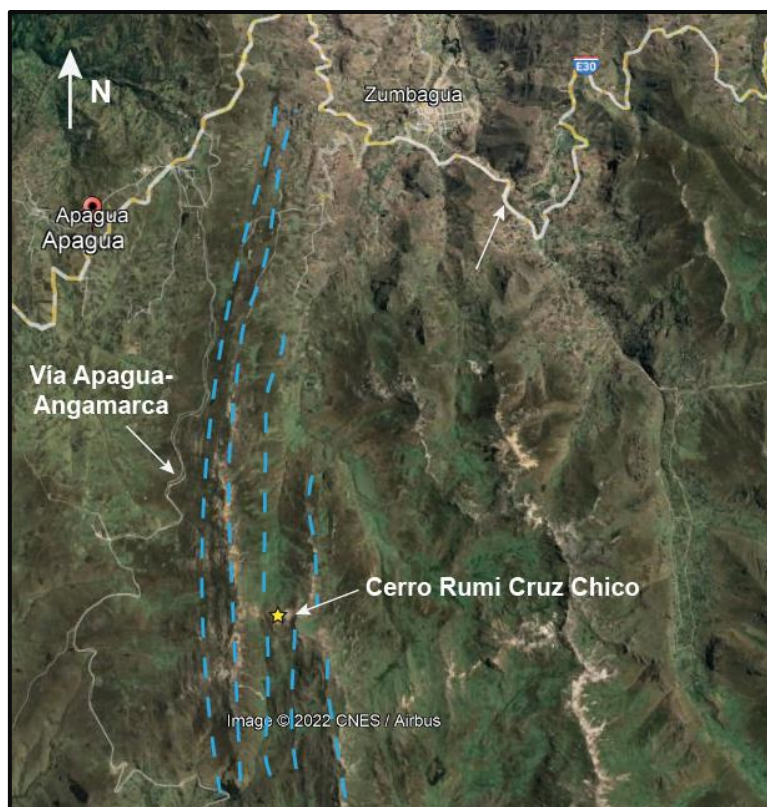 E30
Zumbagua
N
Apagua
Apagua
Vía Apagua-
Angamarca
Cerro Rumi Cruz Chico
Image © 2022 CNES / Airbus